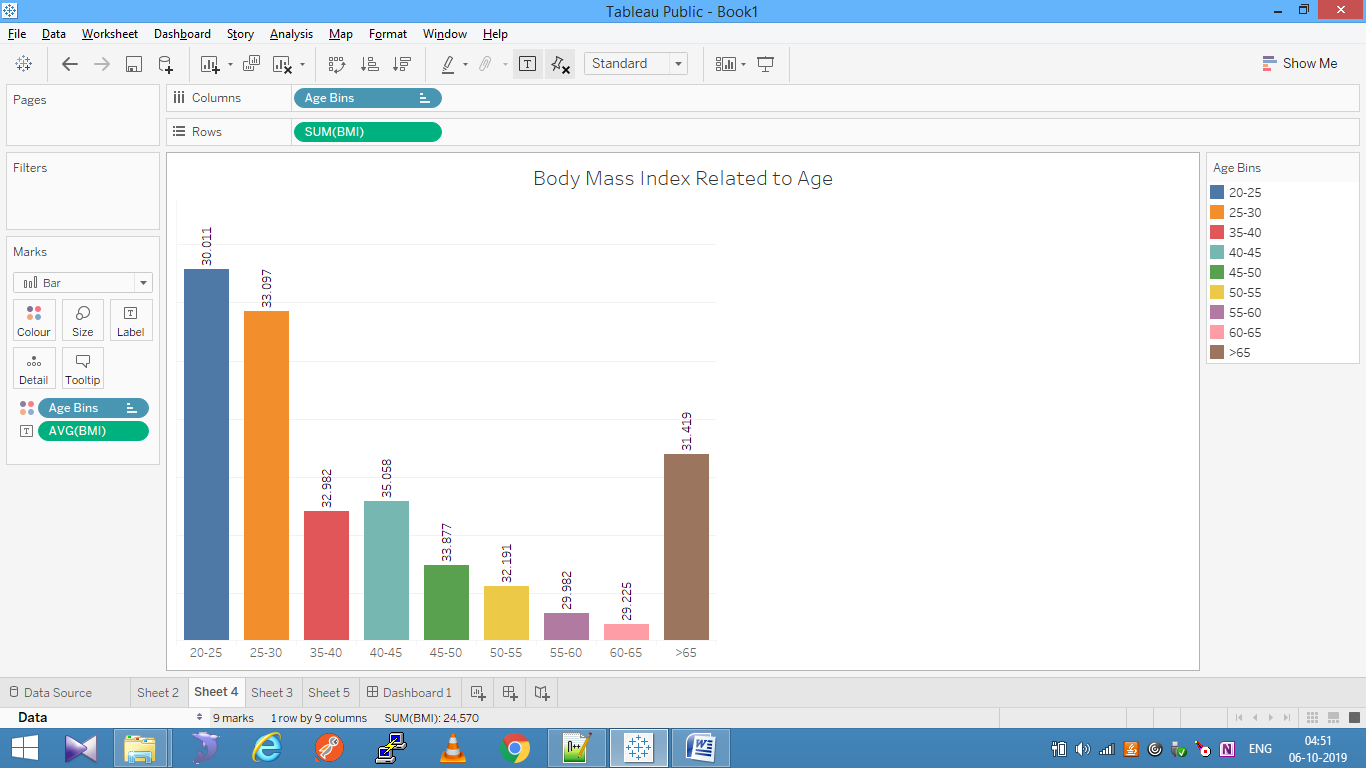 Tableau Public - Book1
File Data Worksheet Dashboard Story Analysis Map Format Window Help
Standard
Show Me
Pages
Columns Age Bins
Rows SUM(BMI)
Filters
Marks
Bar
Colour Size Label
Detail Tooltip
Age Bins
AVG(BMI)
Body Mass Index Related to Age
30.011
33.097
32.982
35.058
33.877
32.191
29.982
29.225
31.419
20-25 25-30 35-40 40-45 45-50 50-55 55-60 60-65 >65
Age Bins
20-25
25-30
35-40
40-45
45-50
50-55
55-60
60-65
>65
Data Source Sheet 2 Sheet 4 Sheet 3 Sheet 5 Dashboard 1
Data 9 marks 1 row by 9 columns SUM(BMI): 24,570
ENG 04:51
06-10-2019